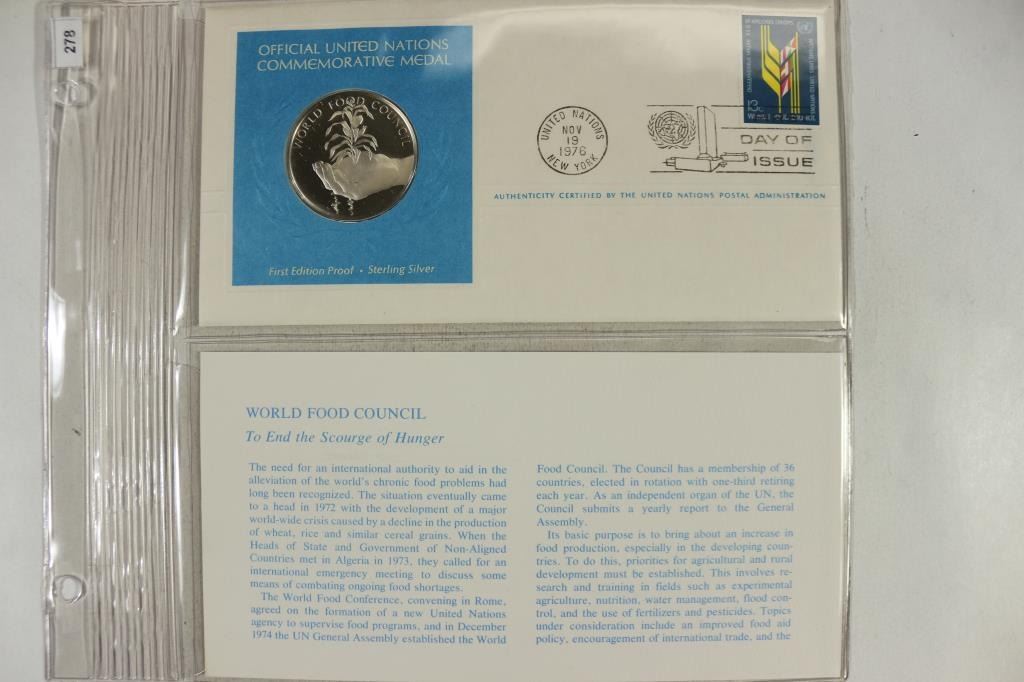 278
OFFICIAL UNITED NATIONS
COMMEMORATIVE MEDAL
WORLD FOOD COUNCIL
First Edition Proof • Sterling Silver
UNITED NATIONS
NOV
19
1976
NEW YORK
13c
DAY OF
ISSUE
AUTHENTICITY CERTIFIED BY THE UNITED NATIONS POSTAL ADMINISTRATION
WORLD FOOD COUNCIL
To End the Scourge of Hunger
The need for an international authority to aid in the
alleviation of the world's chronic food problems had
long been recognized. The situation eventually came
to a head in 1972 with the development of a major
world-wide crisis caused by a decline in the production
of wheat, rice and similar cereal grains. When the
Heads of State and Government of Non-Aligned
Countries met in Algeria in 1973, they called for an
international emergency meeting to discuss some
means of combating ongoing food shortages.
The World Food Conference, convening in Rome,
agreed on the formation of a new United Nations
agency to supervise food programs, and in December
1974 the UN General Assembly established the World
Food Council. The Council has a membership of 36
countries, elected in rotation with one-third retiring
each year. As an independent organ of the UN, the
Council submits a yearly report to the General
Assembly.
Its basic purpose is to bring about an increase in
food production, especially in the developing coun-
tries. To do this, priorities for agricultural and rural
development must be established. This involves re-
search and training in fields such as experimental
agriculture, nutrition, water management, flood con-
trol, and the use of fertilizers and pesticides. Topics
under consideration include an improved food aid
policy, encouragement of international trade, and the